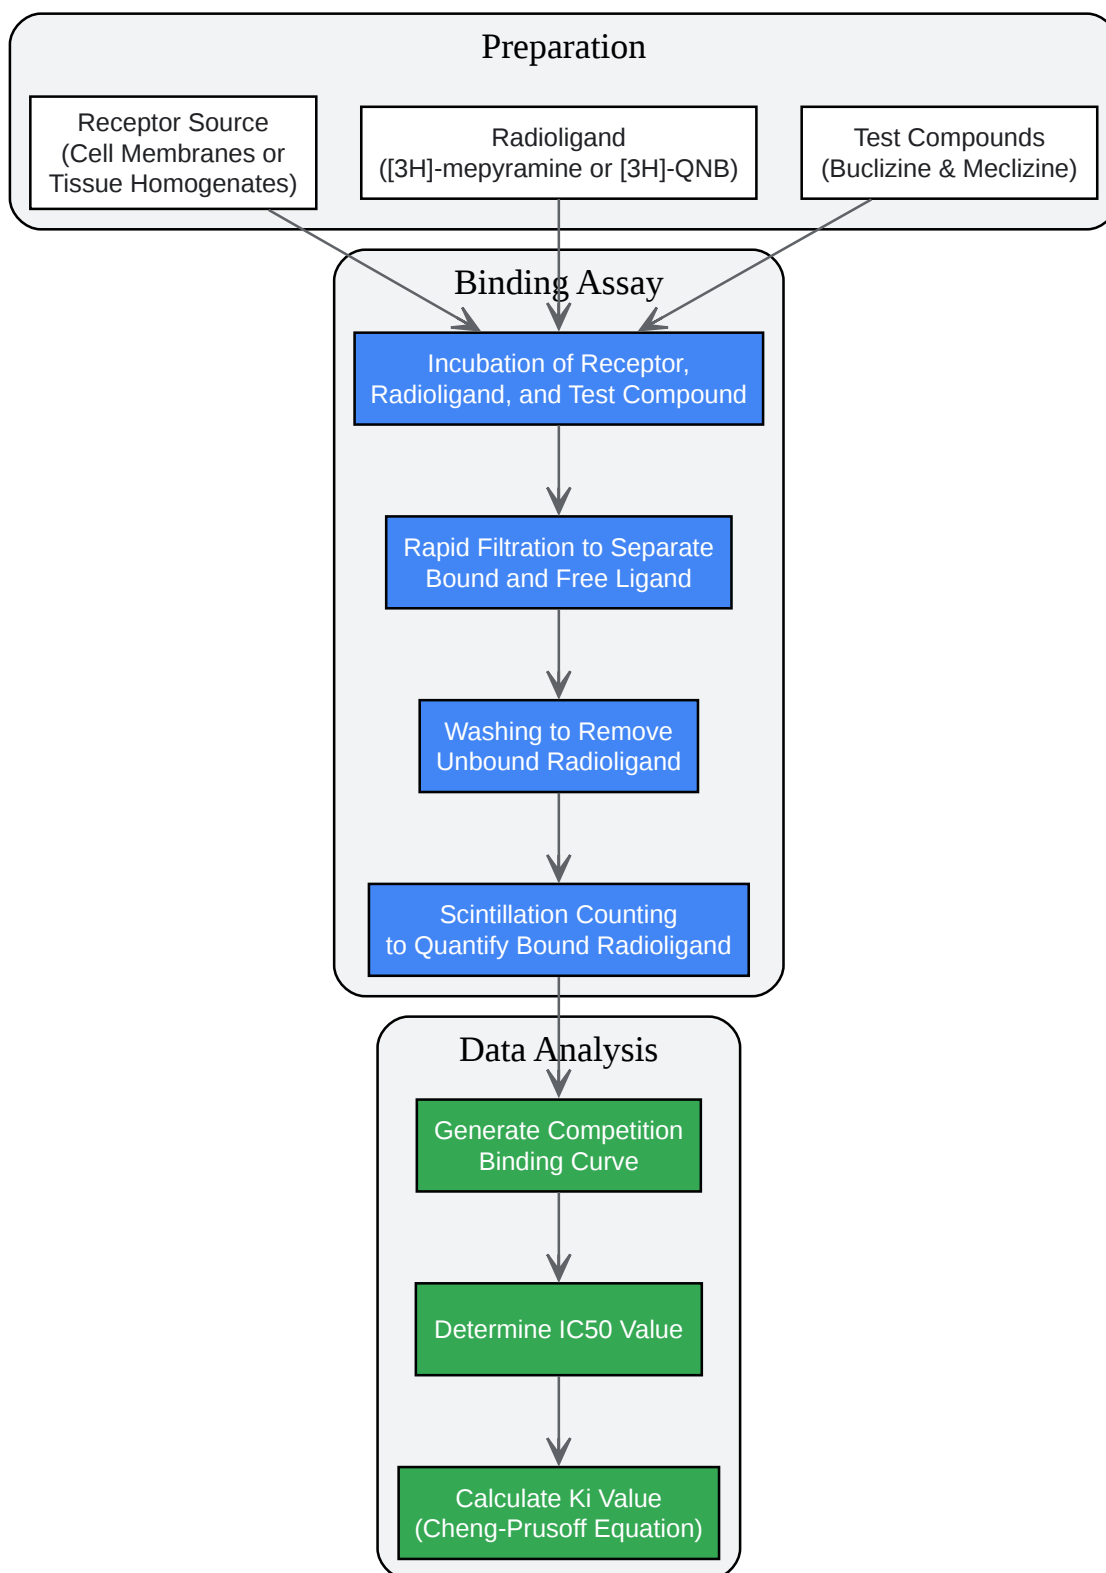 Preparation
Receptor Source
(Cell Membranes or
Tissue Homogenates)
Radioligand
([3H]-mepyramine or [3H]-QNB)
Test Compounds
(Buclizine & Meclizine)
Binding Assay
Incubation of Receptor,
Radioligand, and Test Compound
Rapid Filtration to Separate
Bound and Free Ligand
Washing to Remove
Unbound Radioligand
Scintillation Counting
to Quantify Bound Radioligand
Data Analysis
Generate Competition
Binding Curve
Determine IC50 Value
Calculate Ki Value
(Cheng-Prusoff Equation)